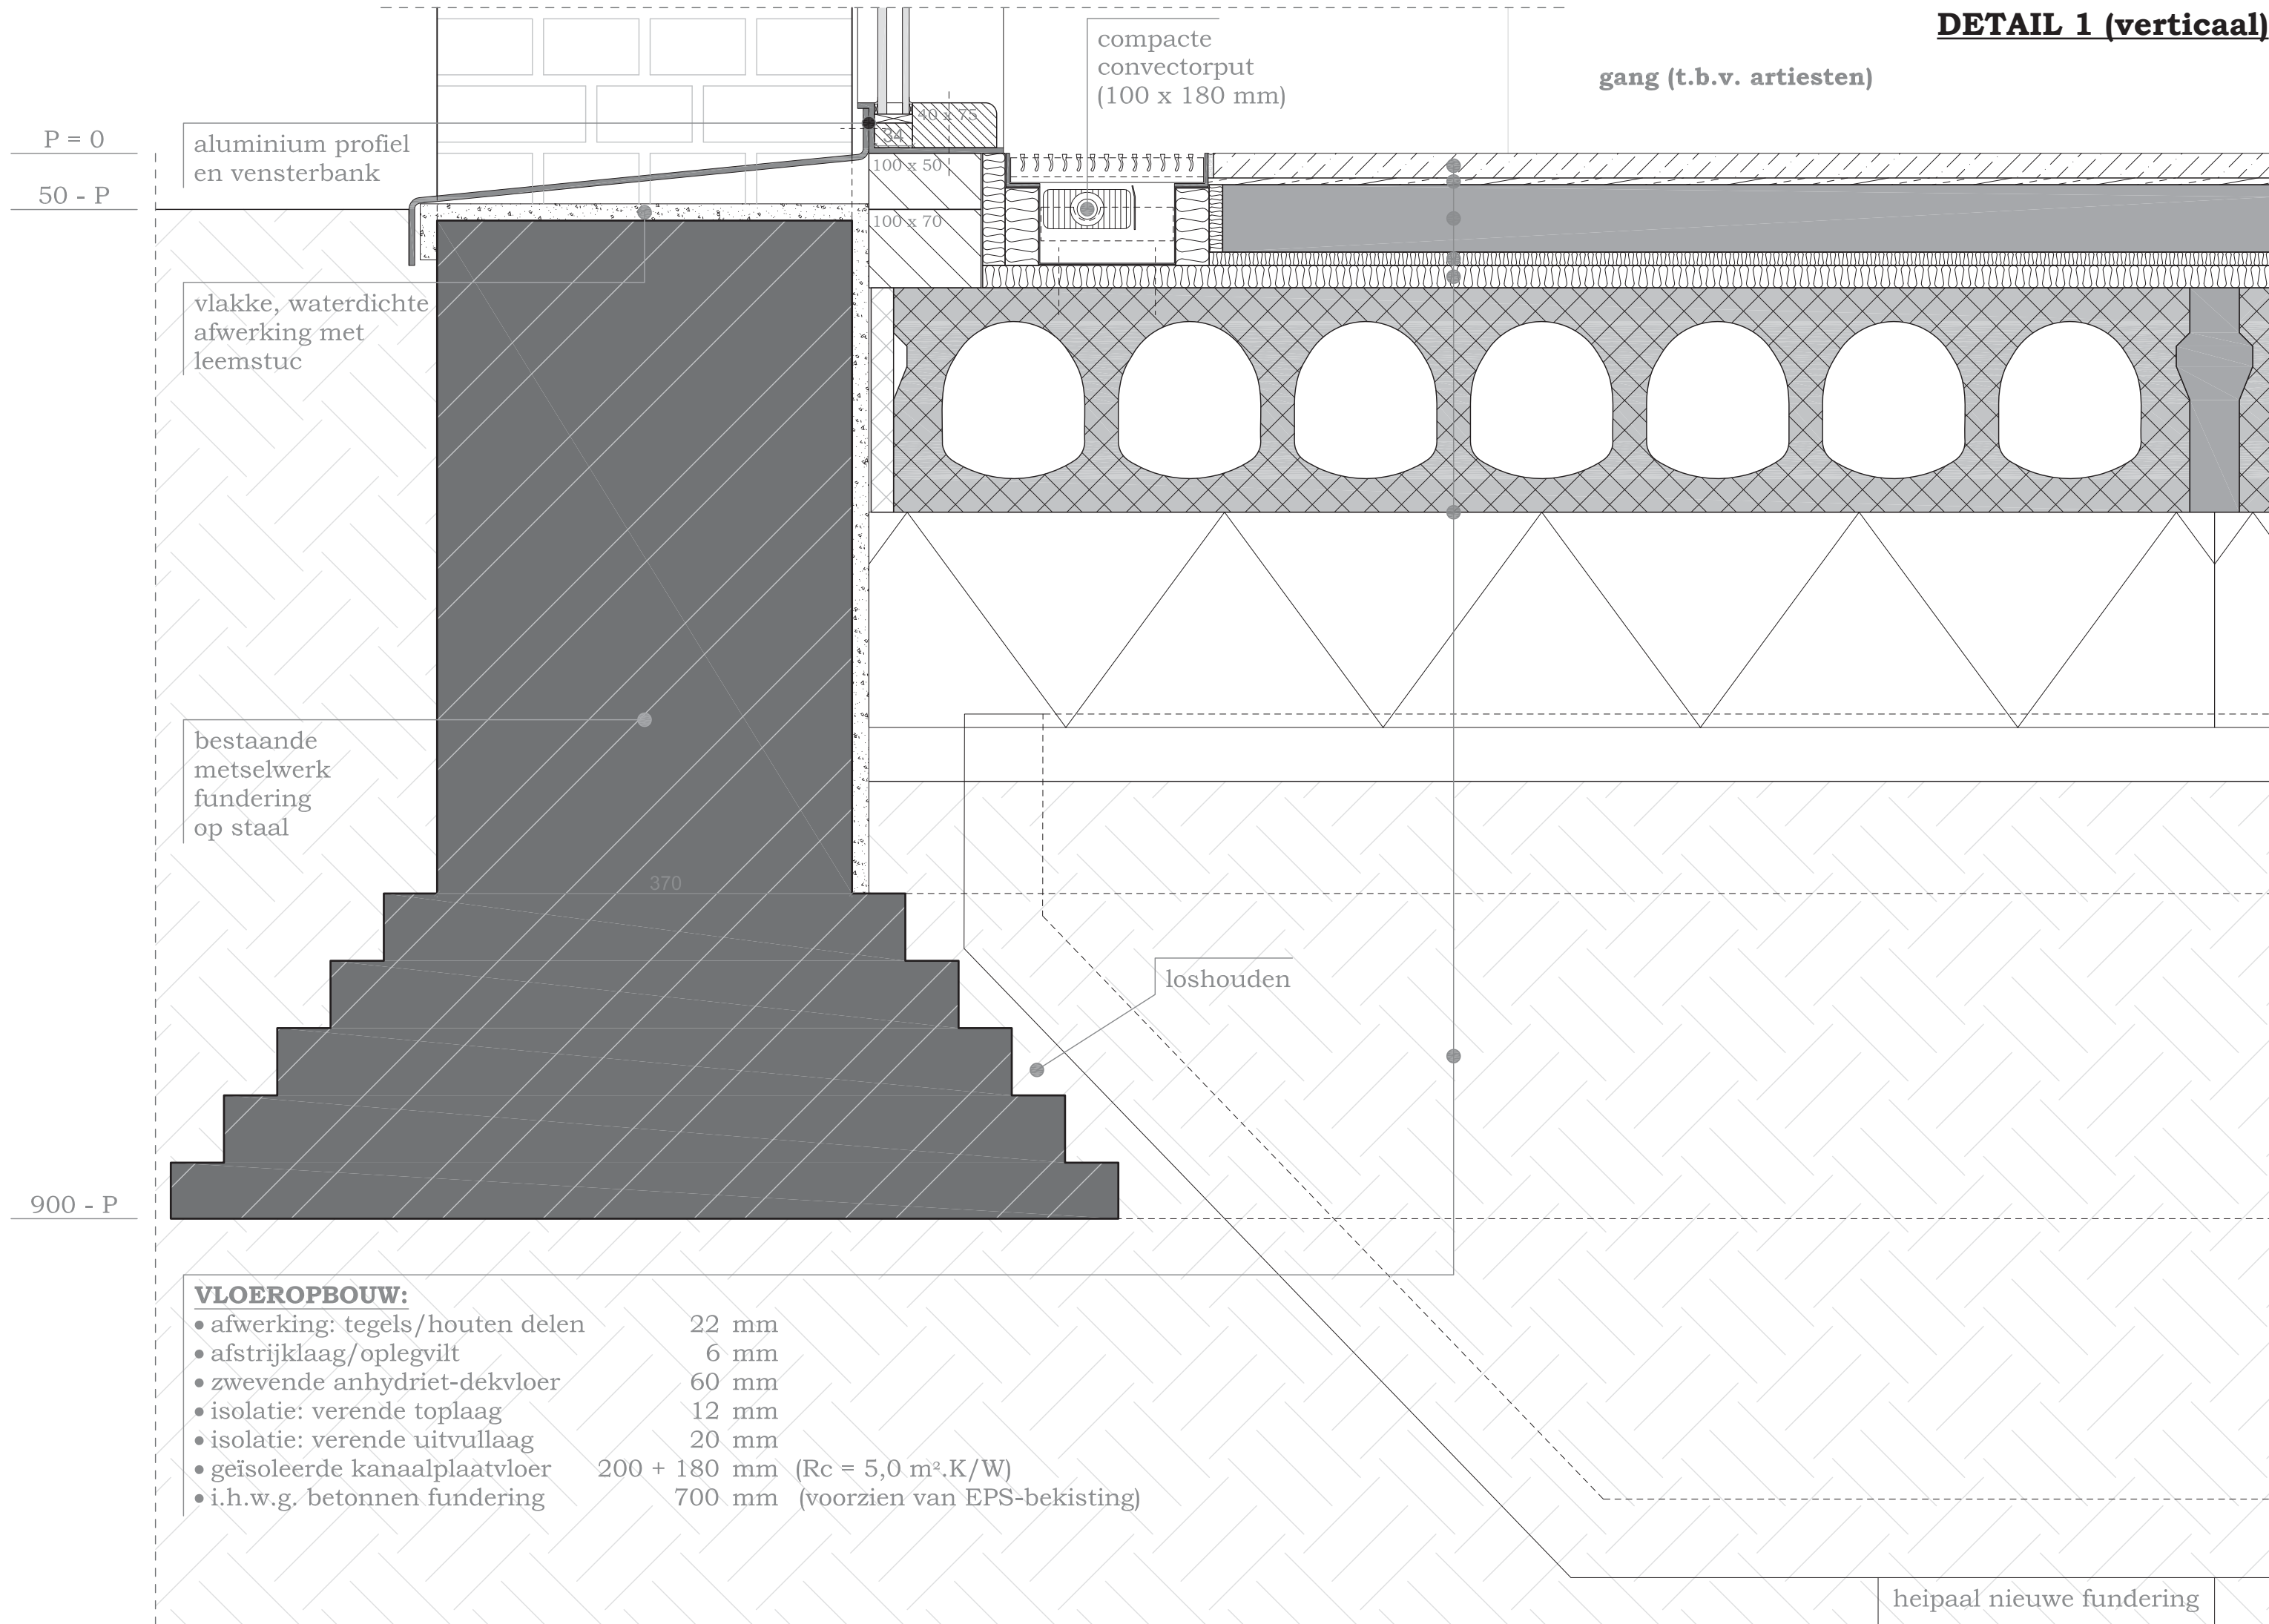 DETAIL 1 (verticaal)
gang (t.b.v. artiesten)
compacte
convectorput
(100 x 180 mm)
P = 0
50 - P
aluminium profiel
en vensterbank
40 x 75
34
100 x 50
100 x 70
vlakke, waterdichte
afwerking met
leemstuc
bestaande
metselwerk
fundering
op staal
370
loshouden
900 - P
VLOEROPBOUW:
• afwerking: tegels/houten delen 22 mm
• afstrijklaag/oplegvilt 6 mm
• zwevende anhydriet-dekvloer 60 mm
• isolatie: verende toplaag 12 mm
• isolatie: verende uitvullaag 20 mm
• geïsoleerde kanaalplaatvloer 200 + 180 mm (Rc = 5,0 m².K/W)
• i.h.w.g. betonnen fundering 700 mm (voorzien van EPS-bekisting)
heipaal nieuwe fundering